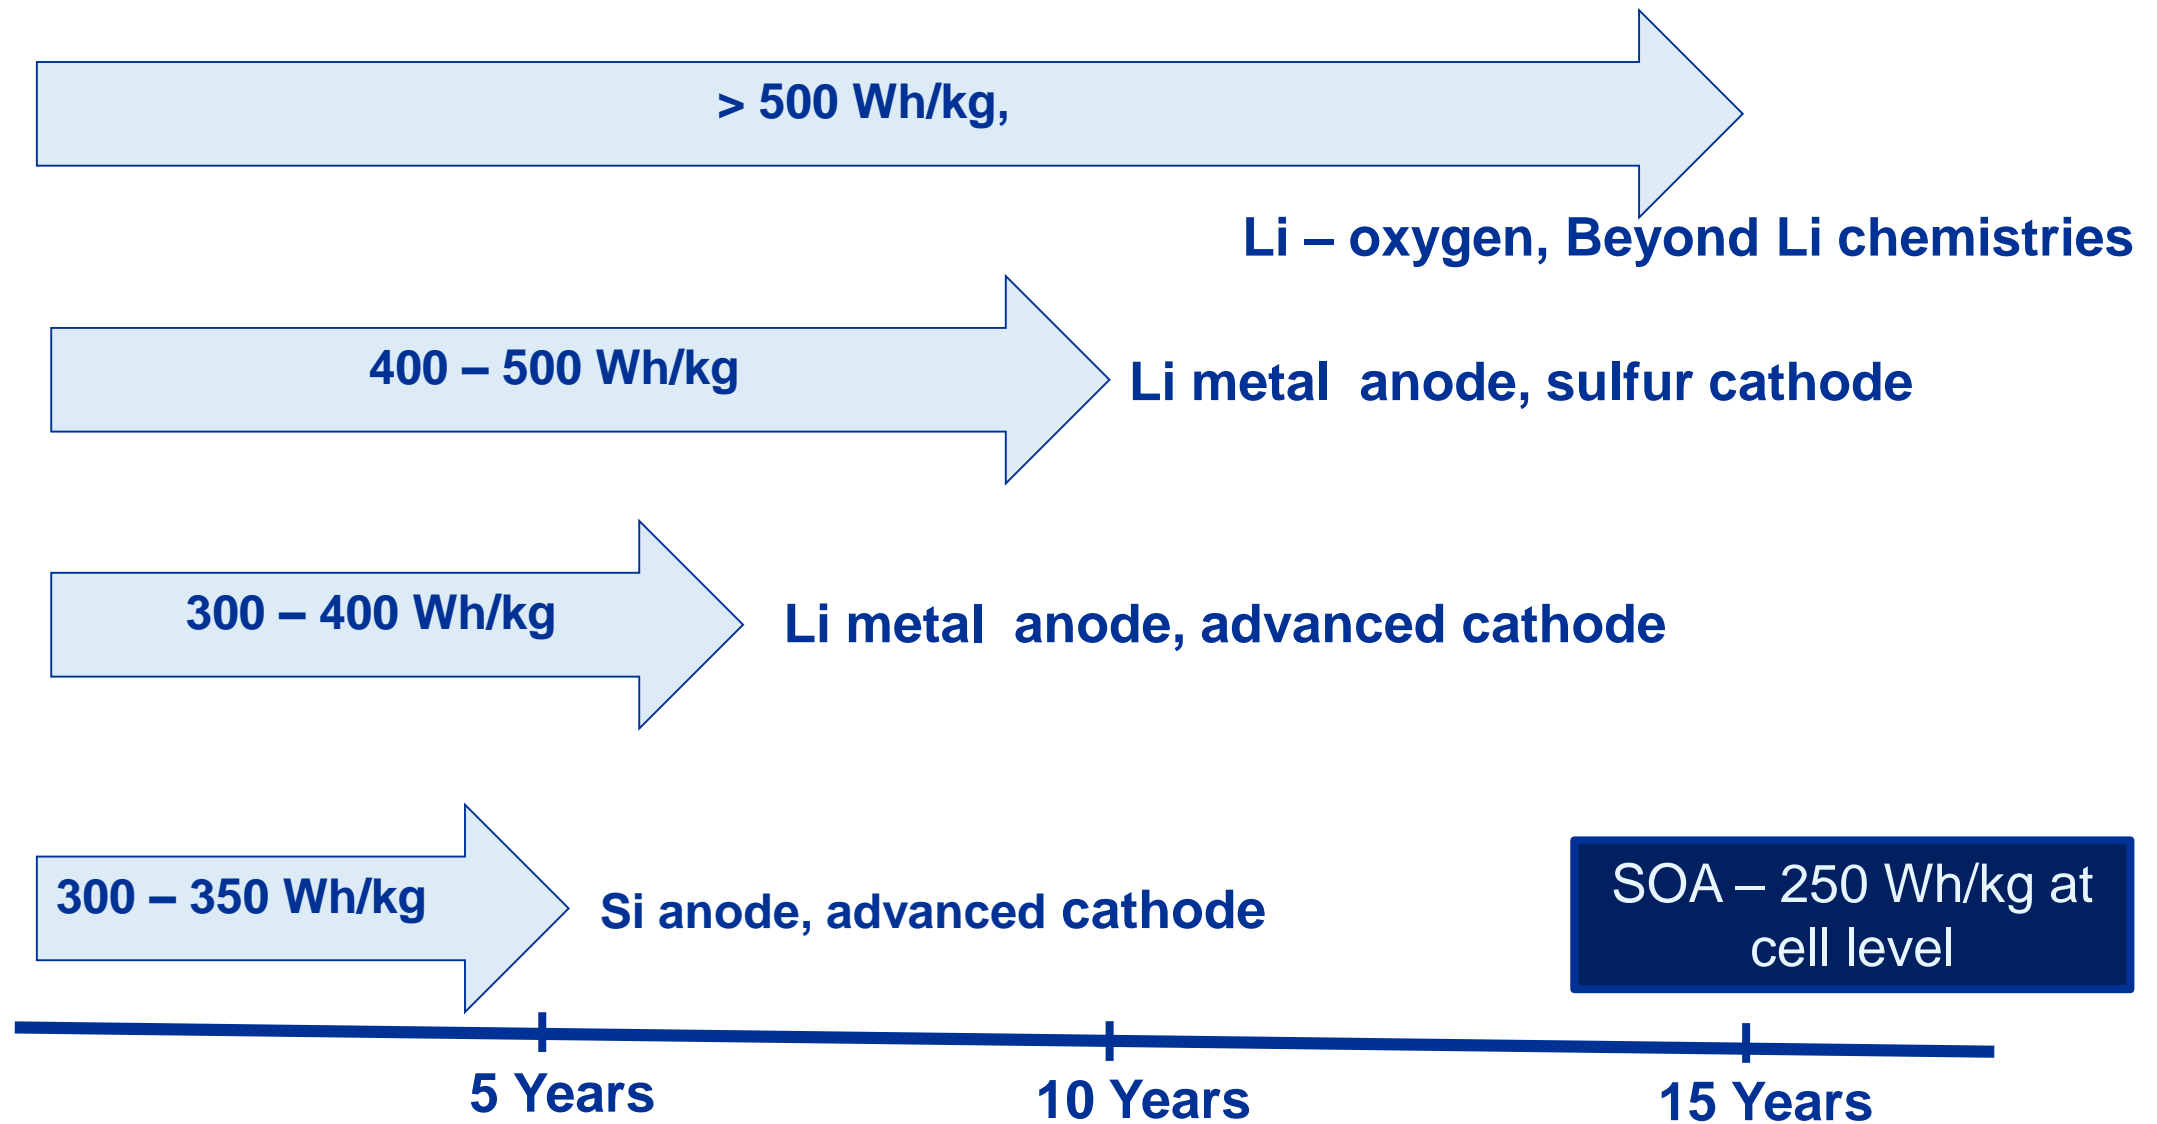 > 500 Wh/kg,
Li – oxygen, Beyond Li chemistries
400 – 500 Wh/kg
Li metal  anode, sulfur cathode
300 – 400 Wh/kg
Li metal  anode, advanced cathode
300 – 350 Wh/kg
Si anode, advanced cathode
SOA – 250 Wh/kg at
cell level
5 Years
10 Years
15 Years